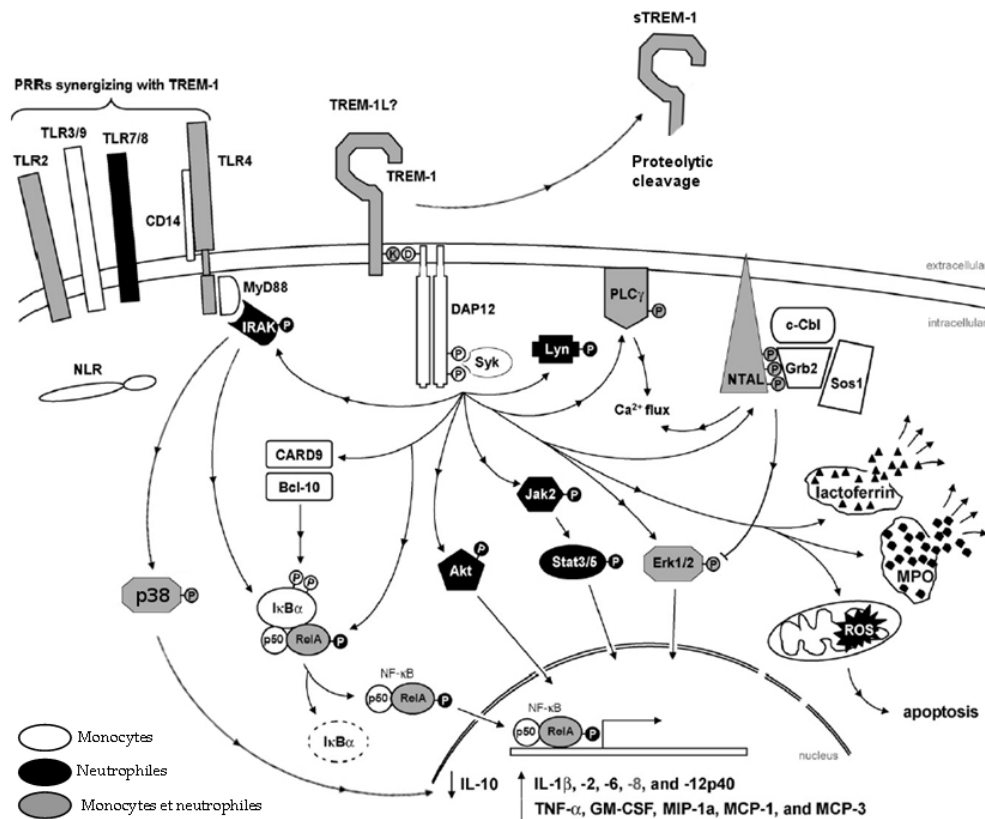 sTREM-1
PRRs synergizing with TREM-1
TREM-1L?
TLR3/9
TLR7/8
TLR2
TLR4
TREM-1
Proteolytic
cleavage
CD14
K D
extracellular
intracellular
MyD88
IRAK P
DAP12
PLCγ
P
c-Cbl
Lyn P
P
P
Syk
NTAL
P
P
P
Grb2
Sos1
NLR
Ca2+ flux
CARD9
Bcl-10
Jak2 P
lactoferrin
P
Akt
Stat3/5 P
Erk1/2 P
MPO
p38 P
P P
IκBα
p50 RelA P
ROS
NF-κB
p50 RelA P
IκBα
NF-κB
p50 RelA P
apoptosis
nucleus
Monocytes
Neutrophiles
Monocytes et neutrophiles
IL-10
IL-1β, -2, -6, -8, and -12p40
TNF-α, GM-CSF, MIP-1a, MCP-1, and MCP-3